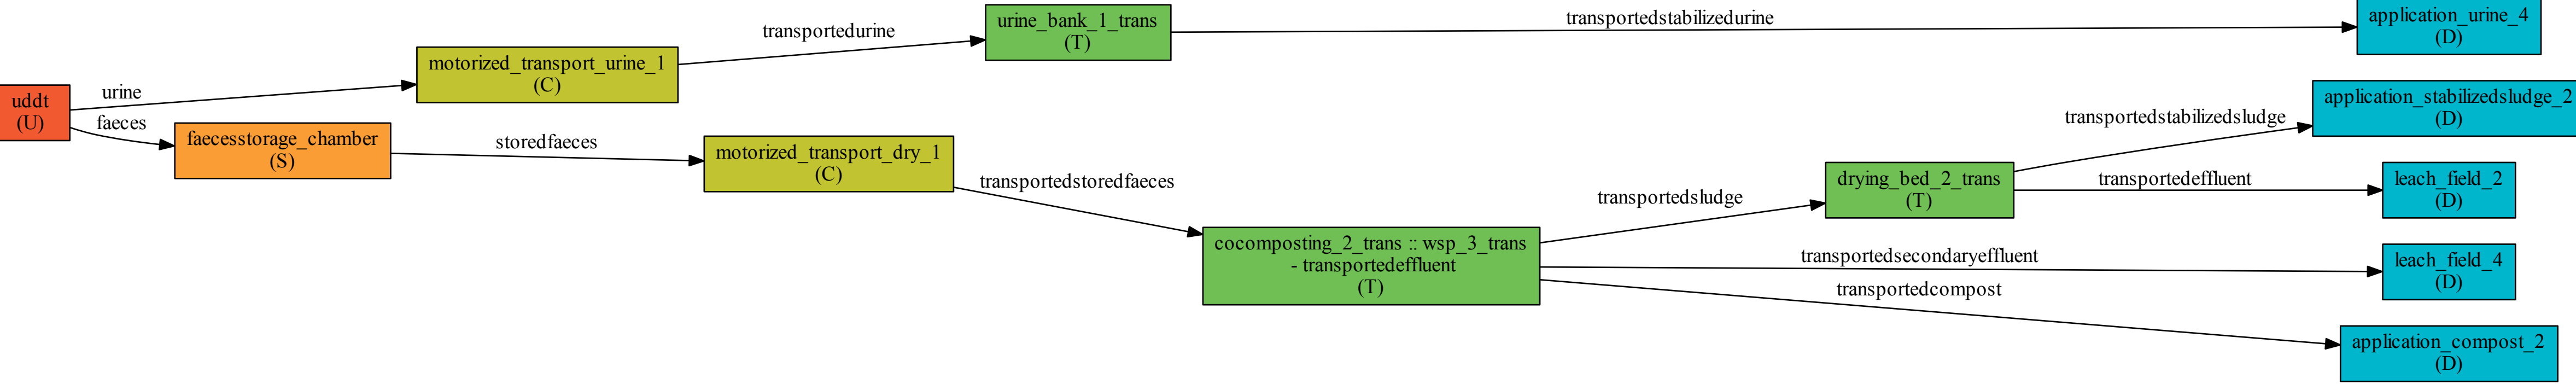 uddt
(U)
urine
faeces
faecesstorage_chamber
(S)
motorized_transport_urine_1
(C)
storedfaeces
transportedurine
motorized_transport_dry_1
(C)
urine_bank_1_trans
(T)
transportedstoredfaeces
cocomposting_2_trans :: wsp_3_trans
- transportedeffluent
(T)
transportedstabilizedurine
transportedsludge
drying_bed_2_trans
(T)
transportedsecondaryeffluent
transportedcompost
transportedstabilizedsludge
transportedeffluent
application_urine_4
(D)
application_stabilizedsludge_2
(D)
leach_field_2
(D)
leach_field_4
(D)
application_compost_2
(D)